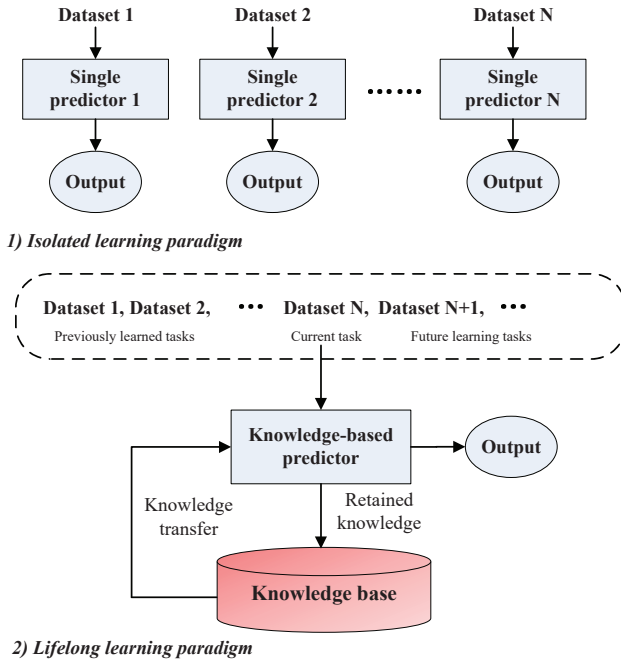 Dataset 1
Dataset 2
Dataset N
Single
predictor 1
Single
predictor 2
••••••
Single
predictor N
Output
Output
Output
1) Isolated learning paradigm
Dataset 1, Dataset 2, ••• Dataset N, Dataset N+1, •••
Previously learned tasks Current task Future learning tasks
Knowledge-based
predictor
Output
Knowledge
transfer
Retained
knowledge
Knowledge base
2) Lifelong learning paradigm